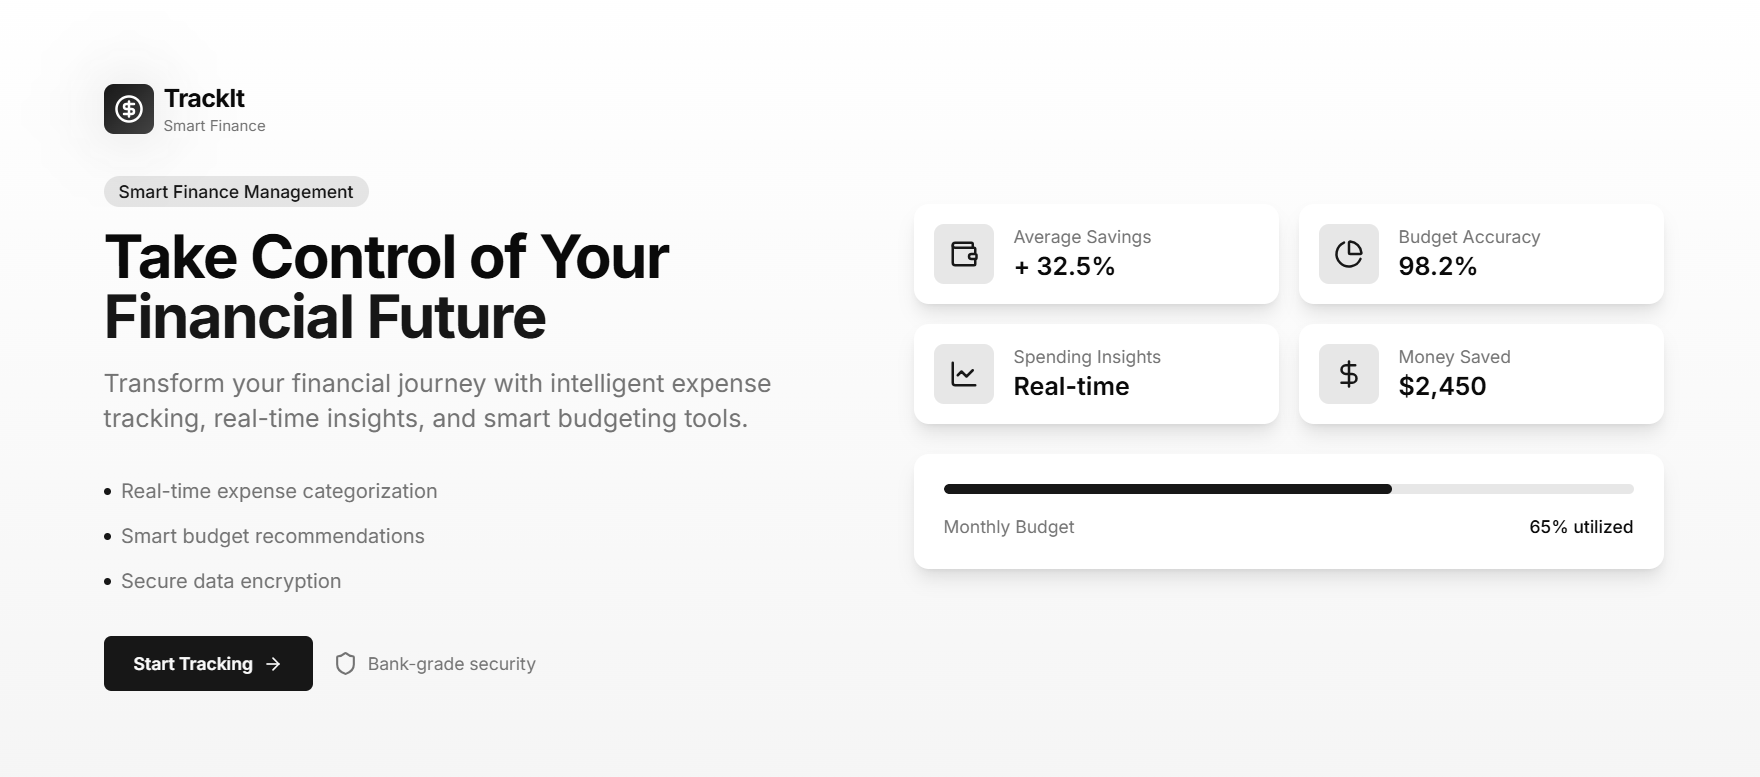 TrackIt
Smart Finance
Smart Finance Management
Take Control of Your
Financial Future
Transform your financial journey with intelligent expense
tracking, real-time insights, and smart budgeting tools.
Real-time expense categorization
Smart budget recommendations
Secure data encryption
Start Tracking
Bank-grade security
Average Savings
+ 32.5%
Budget Accuracy
98.2%
Spending Insights
Real-time
Money Saved
$2,450
Monthly Budget
65% utilized